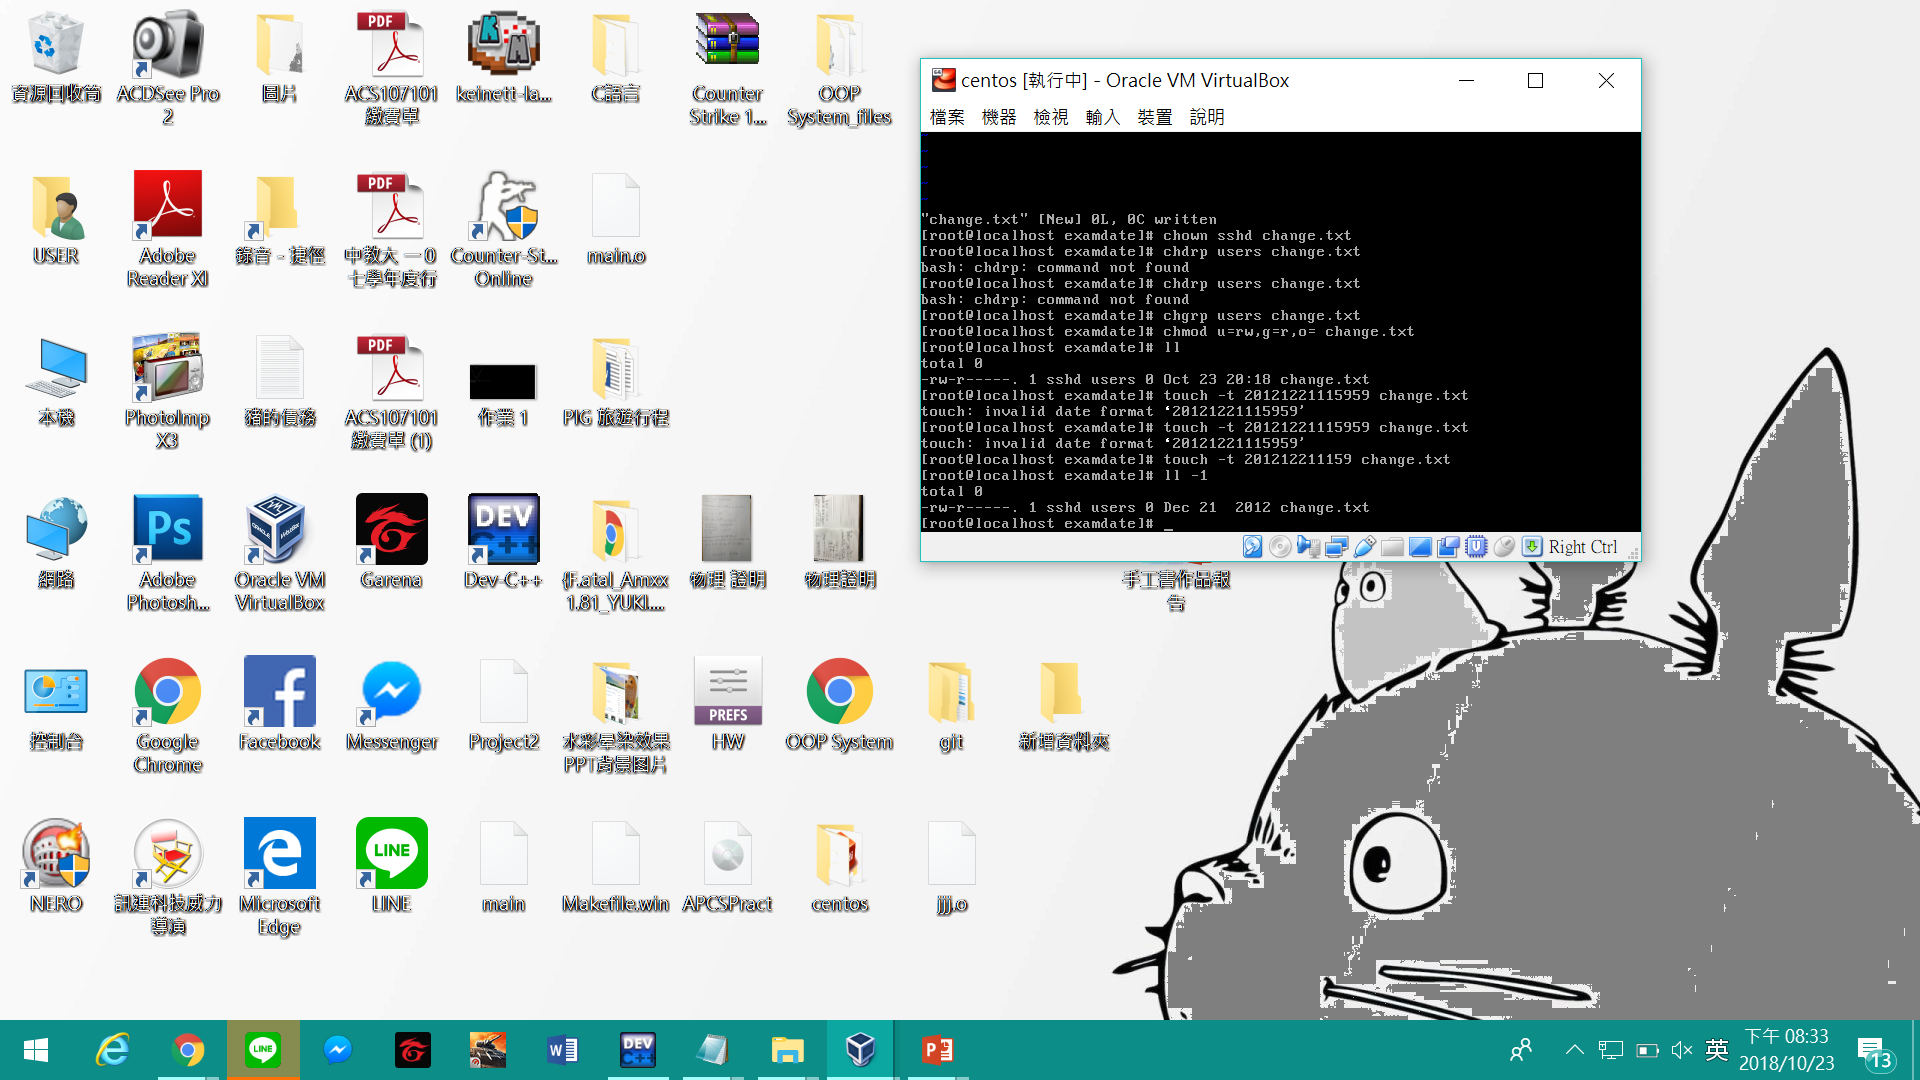 資源回收筒
ACDSee Pro 2
圖片
ACS107101 繳費單
keinett-la...
C語言
Counter Strike 1....
OOP System_files
USER
Adobe Reader XI
錄音 - 捷徑
中教大 一０七學年度行
Counter-St... Online
main.o
本機
PhotoImp X3
豬的債務
ACS107101 繳費單 (1)
作業 1
PIG 旅遊行程
網路
Adobe Photosh...
Oracle VM VirtualBox
Garena
Dev-C++
{F.atal_Amxx 1.81_YUKI....
物理 證明
物理證明
手工書作品報告
控制台
Google Chrome
Facebook
Messenger
Project2
水彩暈染效果PPT背景图片
HW
OOP System
git
新增資料夾
NERO
訊連科技威力導演
Microsoft Edge
LINE
main
Makefile.win
APCSPract
centos
jjj.o
centos [執行中] - Oracle VM VirtualBox
檔案 機器 檢視 輸入 裝置 說明
~
~
~
~
~
"change.txt" [New] 0L, 0C written
[root@localhost examdate]# chown sshd change.txt
[root@localhost examdate]# chdrp users change.txt
bash: chdrp: command not found
[root@localhost examdate]# chdrp users change.txt
bash: chdrp: command not found
[root@localhost examdate]# chgrp users change.txt
[root@localhost examdate]# chmod u=rw,g=r,o= change.txt
[root@localhost examdate]# ll
total 0
-rw-r-----. 1 sshd users 0 Oct 23 20:18 change.txt
[root@localhost examdate]# touch -t 20121221115959 change.txt
touch: invalid date format ‘20121221115959’
[root@localhost examdate]# touch -t 20121221115959 change.txt
touch: invalid date format ‘20121221115959’
[root@localhost examdate]# touch -t 201212211159 change.txt
[root@localhost examdate]# ll -1
total 0
-rw-r-----. 1 sshd users 0 Dec 21  2012 change.txt
[root@localhost examdate]# _
Right Ctrl
英
下午 08:33
2018/10/23
13